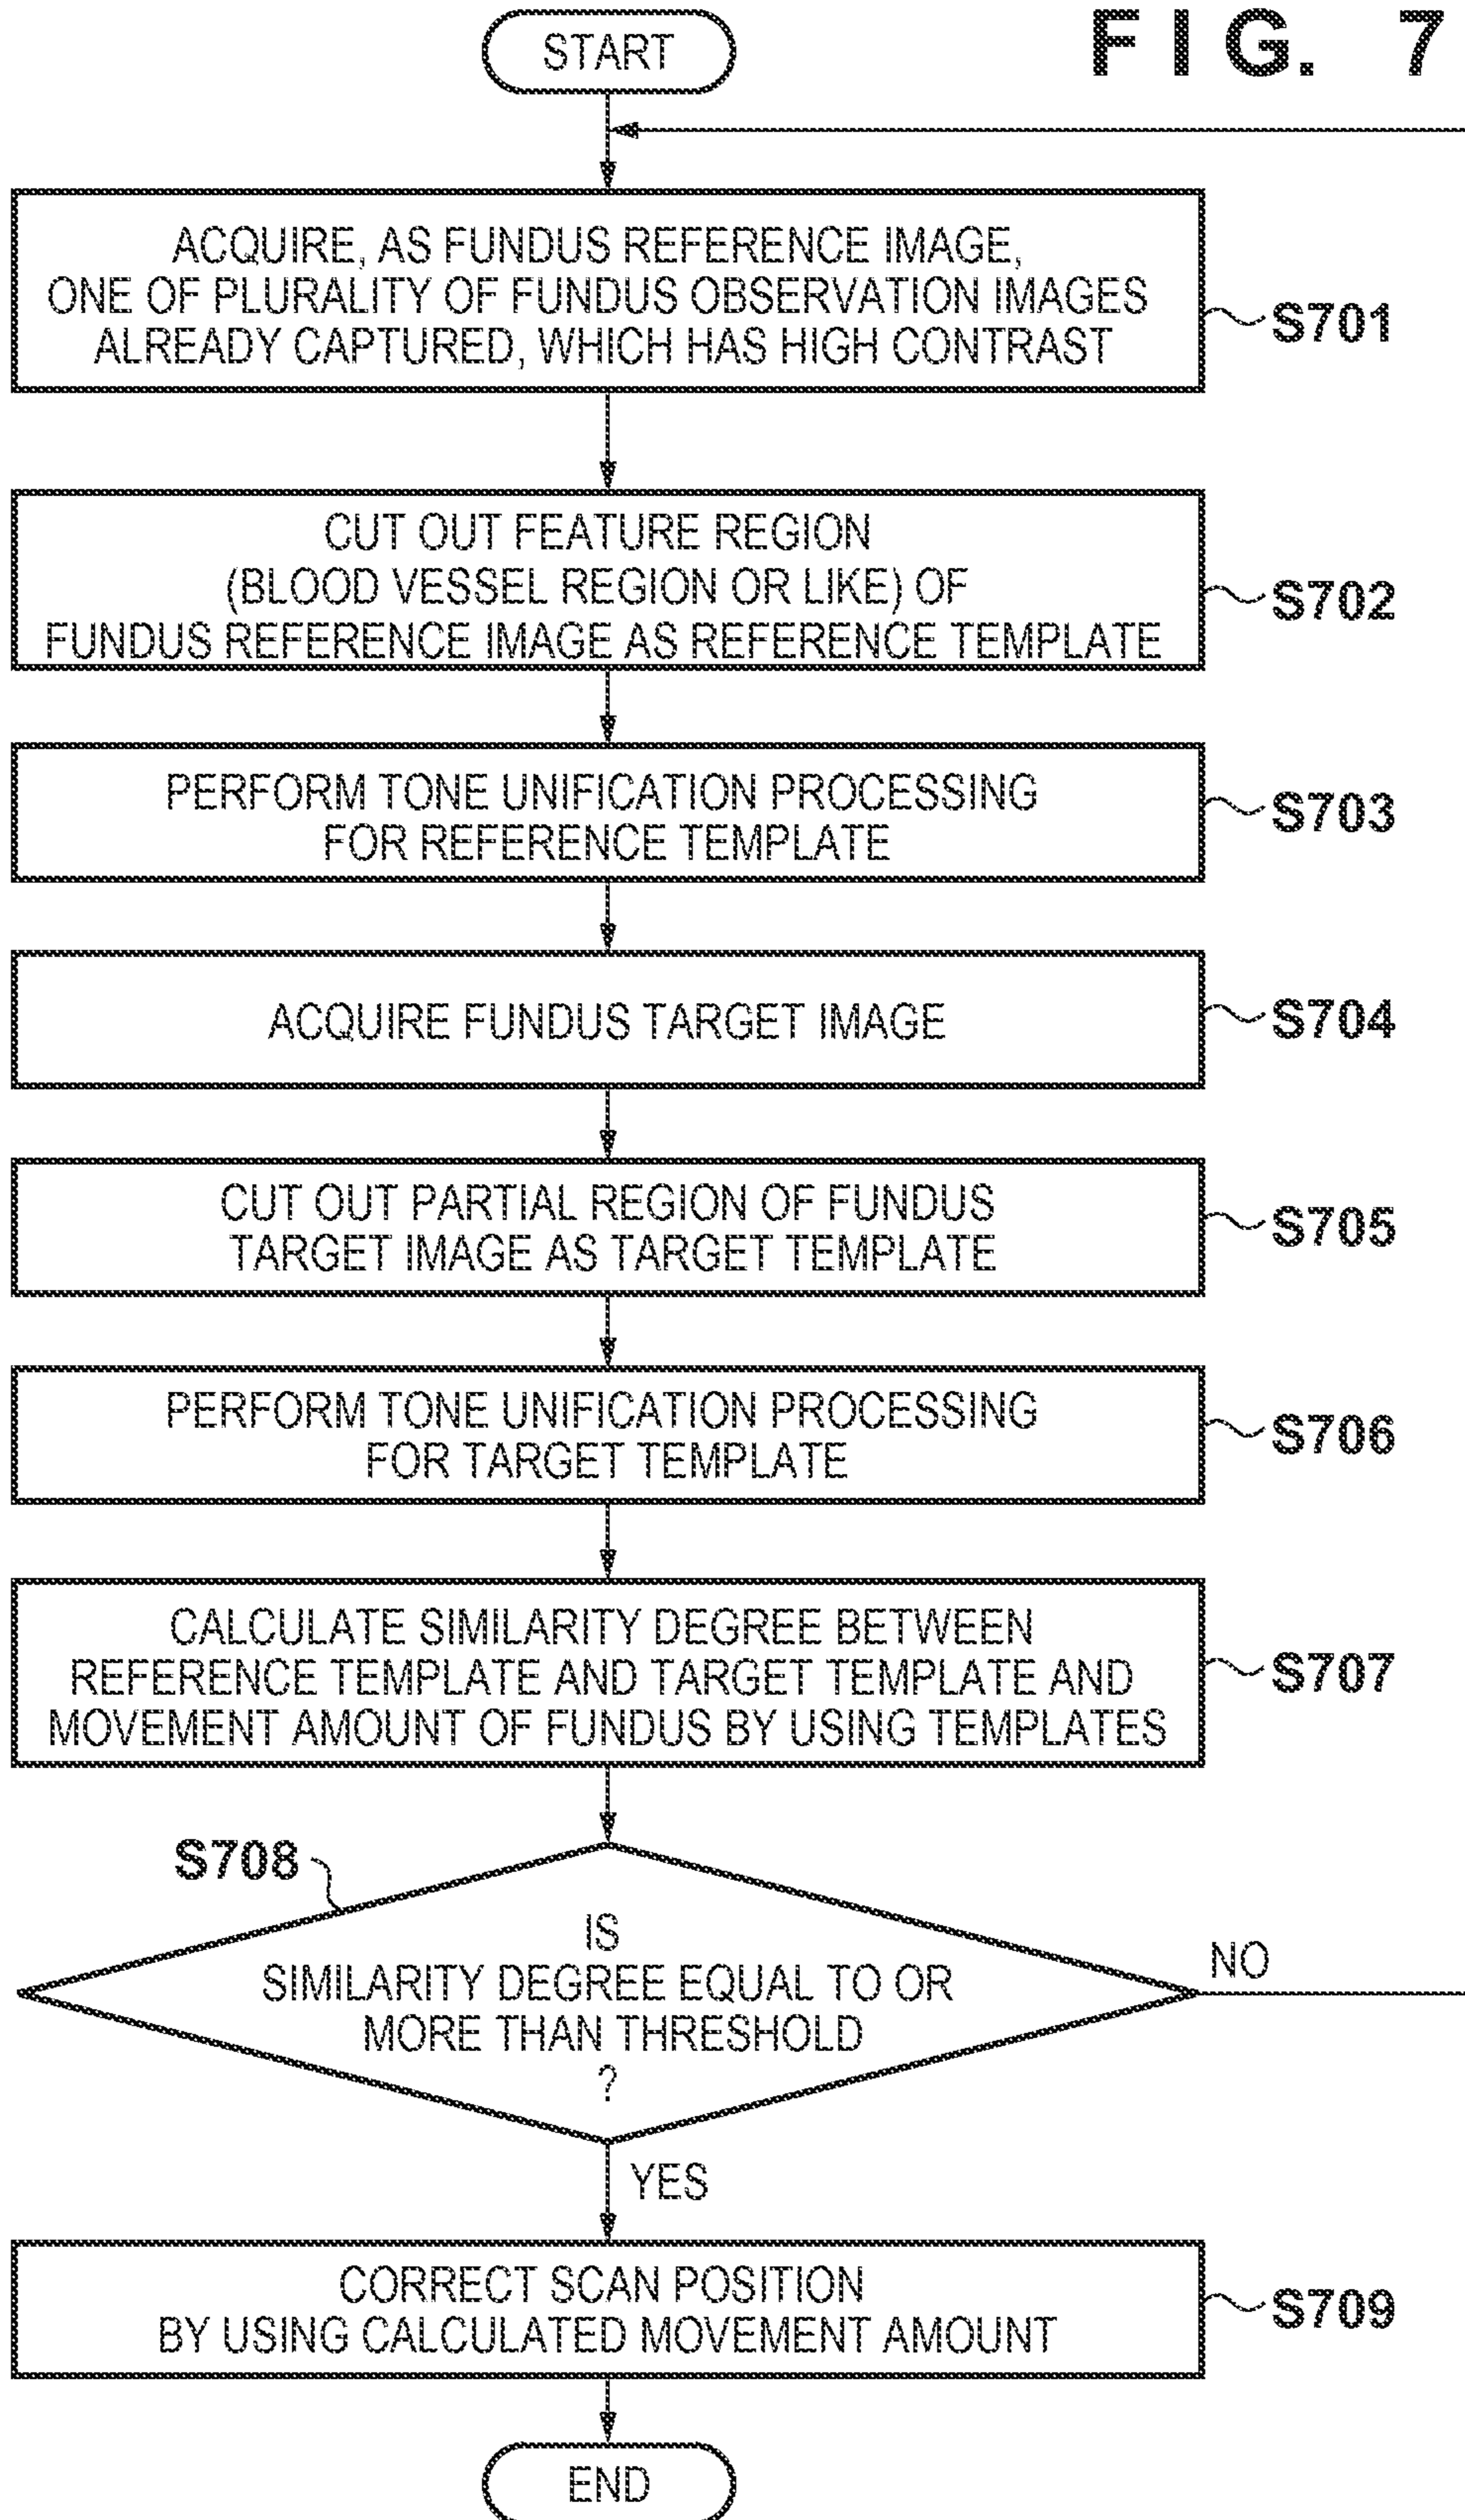 START
FIG. 7
ACQUIRE, AS FUNDUS REFERENCE IMAGE,
ONE OF PLURALITY OF FUNDUS OBSERVATION IMAGES
ALREADY CAPTURED, WHICH HAS HIGH CONTRAST
S701
CUT OUT FEATURE REGION
(BLOOD VESSEL REGION OR LIKE) OF
FUNDUS REFERENCE IMAGE AS REFERENCE TEMPLATE
S702
PERFORM TONE UNIFICATION PROCESSING
FOR REFERENCE TEMPLATE
S703
ACQUIRE FUNDUS TARGET IMAGE
S704
CUT OUT PARTIAL REGION OF FUNDUS
TARGET IMAGE AS TARGET TEMPLATE
S705
PERFORM TONE UNIFICATION PROCESSING
FOR TARGET TEMPLATE
S706
CALCULATE SIMILARITY DEGREE BETWEEN
REFERENCE TEMPLATE AND TARGET TEMPLATE AND
MOVEMENT AMOUNT OF FUNDUS BY USING TEMPLATES
S707
S708
IS
SIMILARITY DEGREE EQUAL TO OR
MORE THAN THRESHOLD
?
NO
YES
CORRECT SCAN POSITION
BY USING CALCULATED MOVEMENT AMOUNT
S709
END